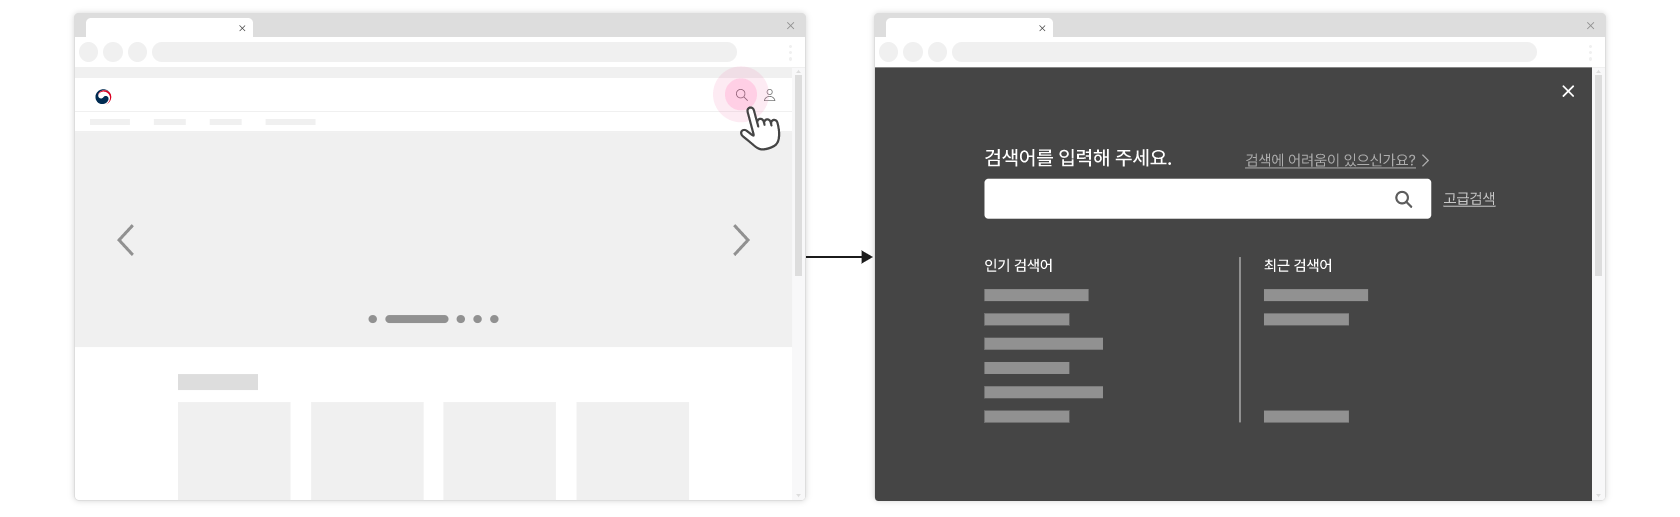 검색어를 입력해 주세요.
검색에 어려움이 있으신가요?
고급검색
인기 검색어
최근 검색어